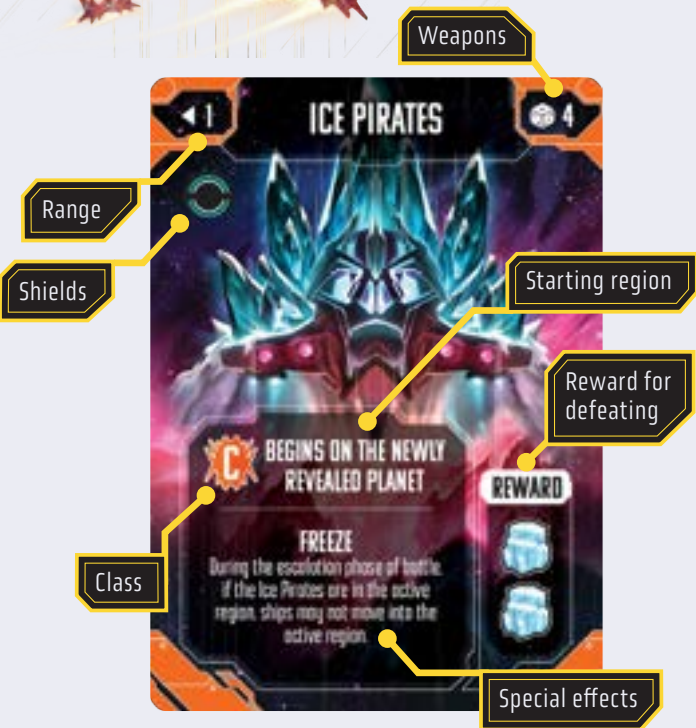 Weapons
1
ICE PIRATES
4
Range
Shields
Starting region
Reward for
defeating
C
BEGINS ON THE NEWLY
REVEALED PLANET
REWARD
FREEZE
During the escalation phase of battle,
if the Ice Pirates are in the active
region, ships may not move into the
active region.
Class
Special effects